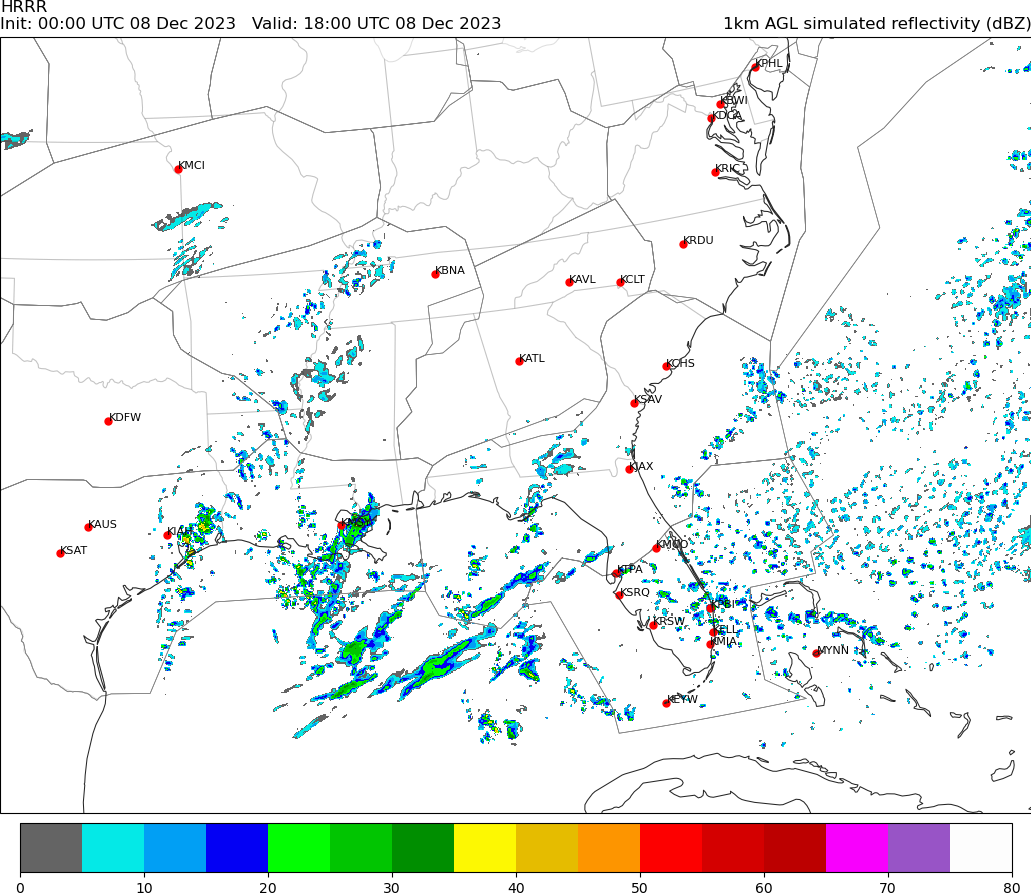 HRRR
Init: 00:00 UTC 08 Dec 2023   Valid: 18:00 UTC 08 Dec 2023   1km AGL simulated reflectivity (dBZ)
KPHL
KBWI
KDCA
KMCI
KRIC
KRDU
KBNA
KAVL
KCLT
KATL
KCHS
KSAV
KDFW
KJAX
KAUS
KIAH
KSAT
KMCO
KTPA
KSRQ
KRSW
KFLL
KMIA
MYNN
KEYW
0 10 20 30 40 50 60 70 80